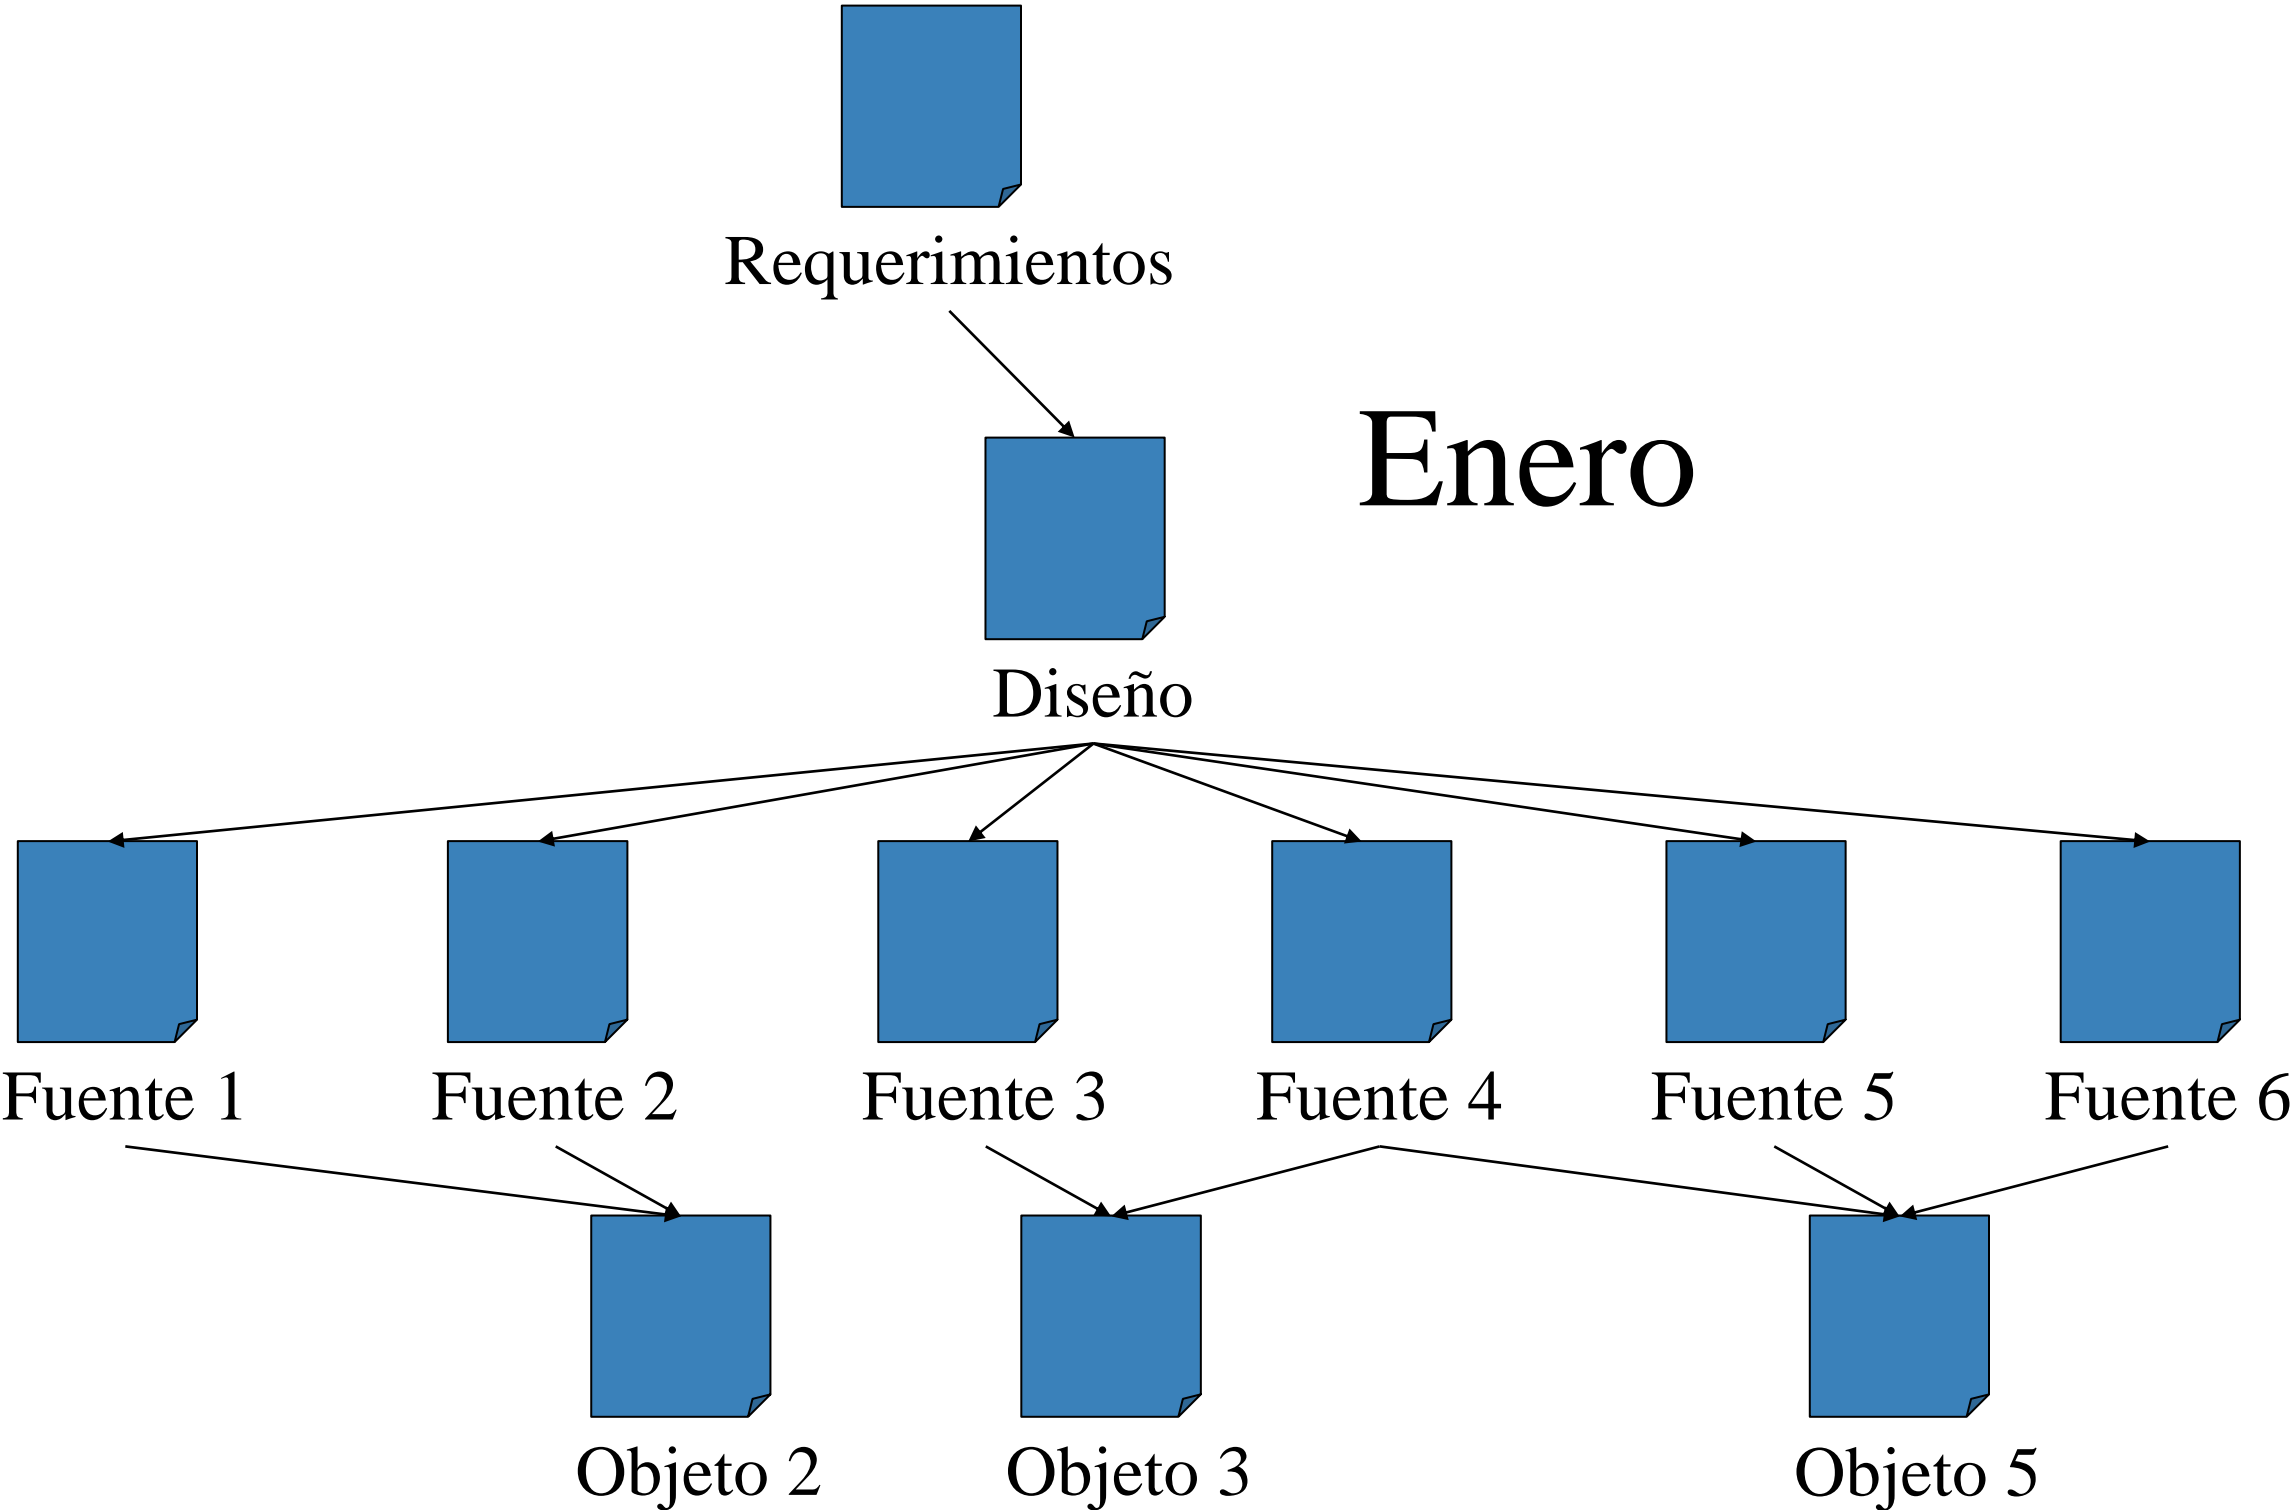 Requerimientos
Enero
Diseño
Fuente 1
Fuente 2
Fuente 3
Fuente 4
Fuente 5
Fuente 6
Objeto 2
Objeto 3
Objeto 5